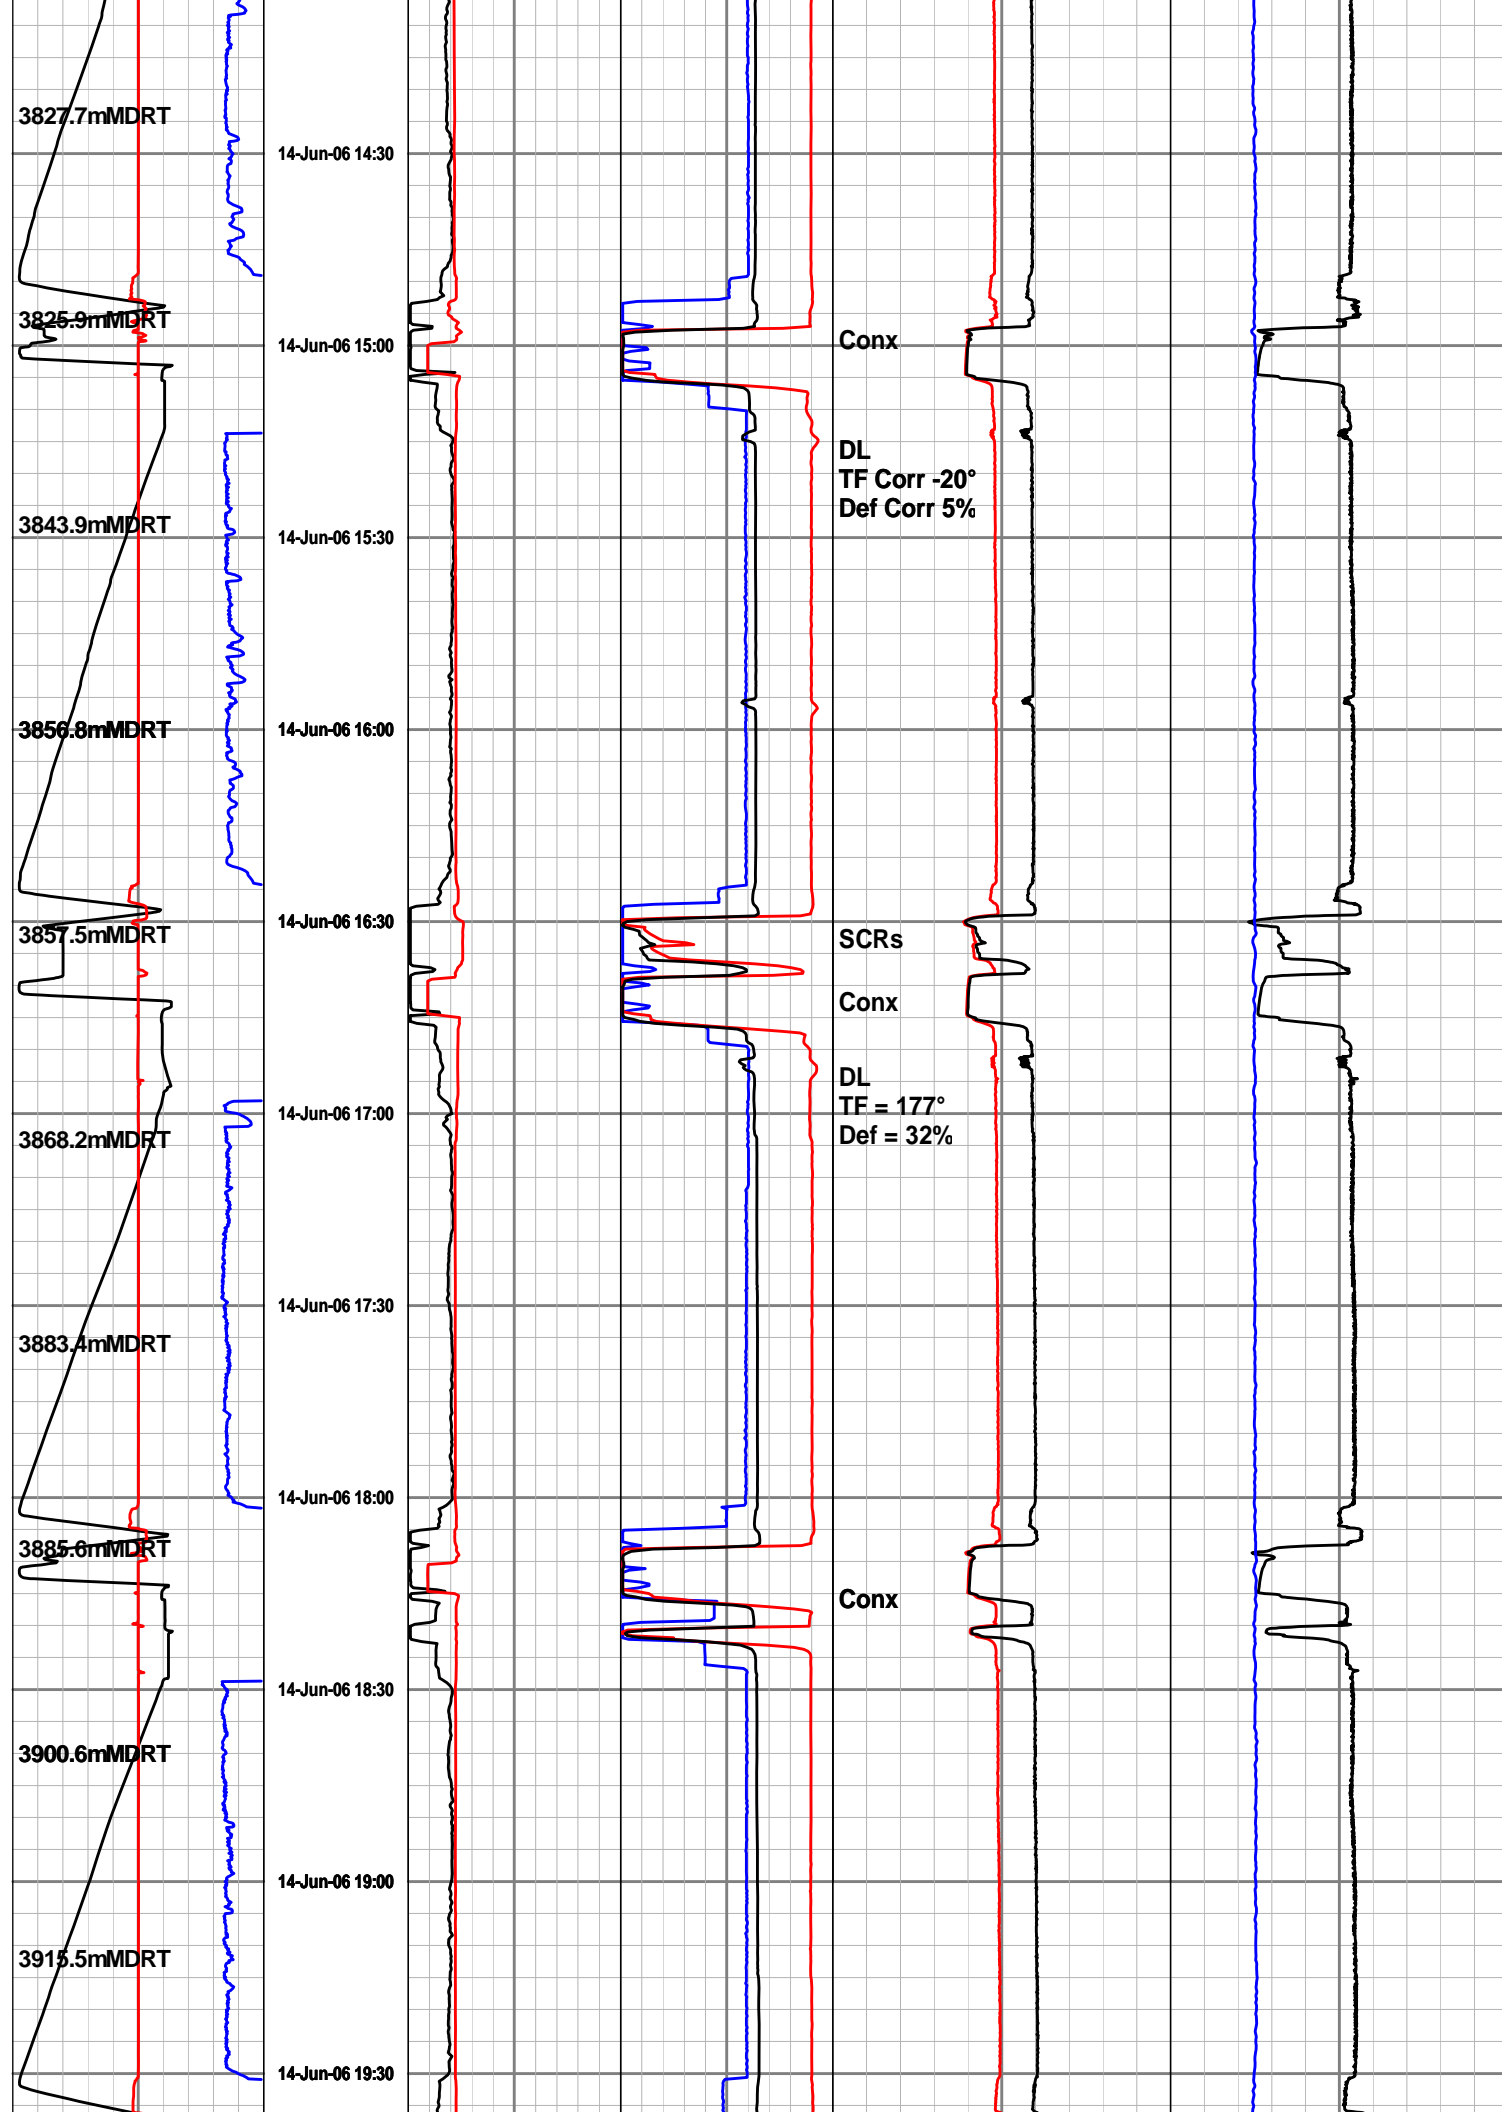 3827.7mMDRT
14-Jun-06 14:30
3825.9mMDRT
Conx
14-Jun-06 15:00
DL
TF Corr -20°
Def Corr 5%
3843.9mMDRT
14-Jun-06 15:30
3856.8mMDRT
14-Jun-06 16:00
14-Jun-06 16:30
3857.5mMDRT
SCRs
Conx
DL
TF = 177°
14-Jun-06 17:00
Def = 32%
3868.2mMDRT
14-Jun-06 17:30
3883.4mMDRT
14-Jun-06 18:00
3885.6mMDRT
Conx
14-Jun-06 18:30
3900.6mMDRT
14-Jun-06 19:00
3915.5mMDRT
14-Jun-06 19:30